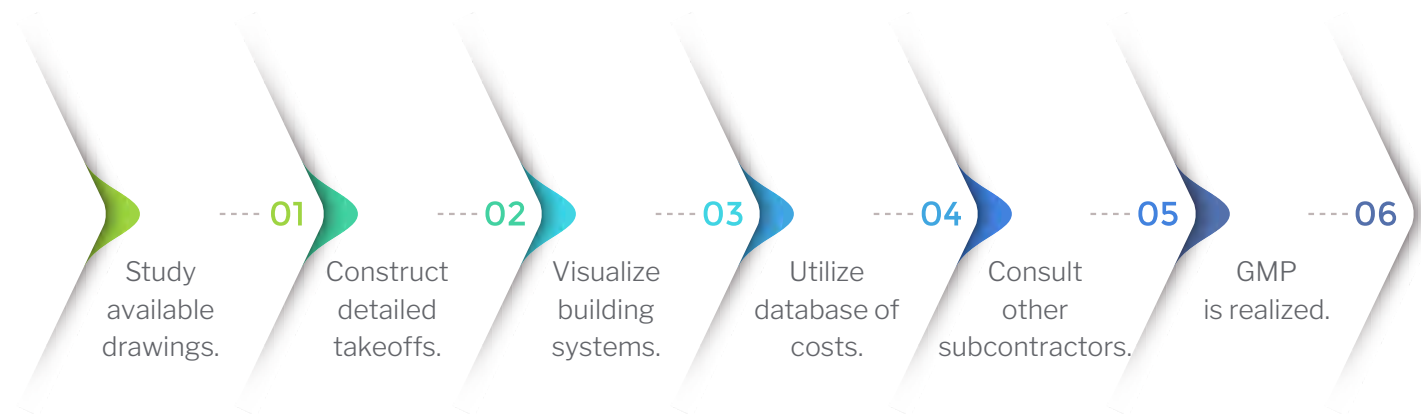 01
Study
available
drawings.
02
Construct
detailed
takeoffs.
03
Visualize
building
systems.
04
Utilize
database of
costs.
05
Consult
other
subcontractors.
06
GMP
is realized.